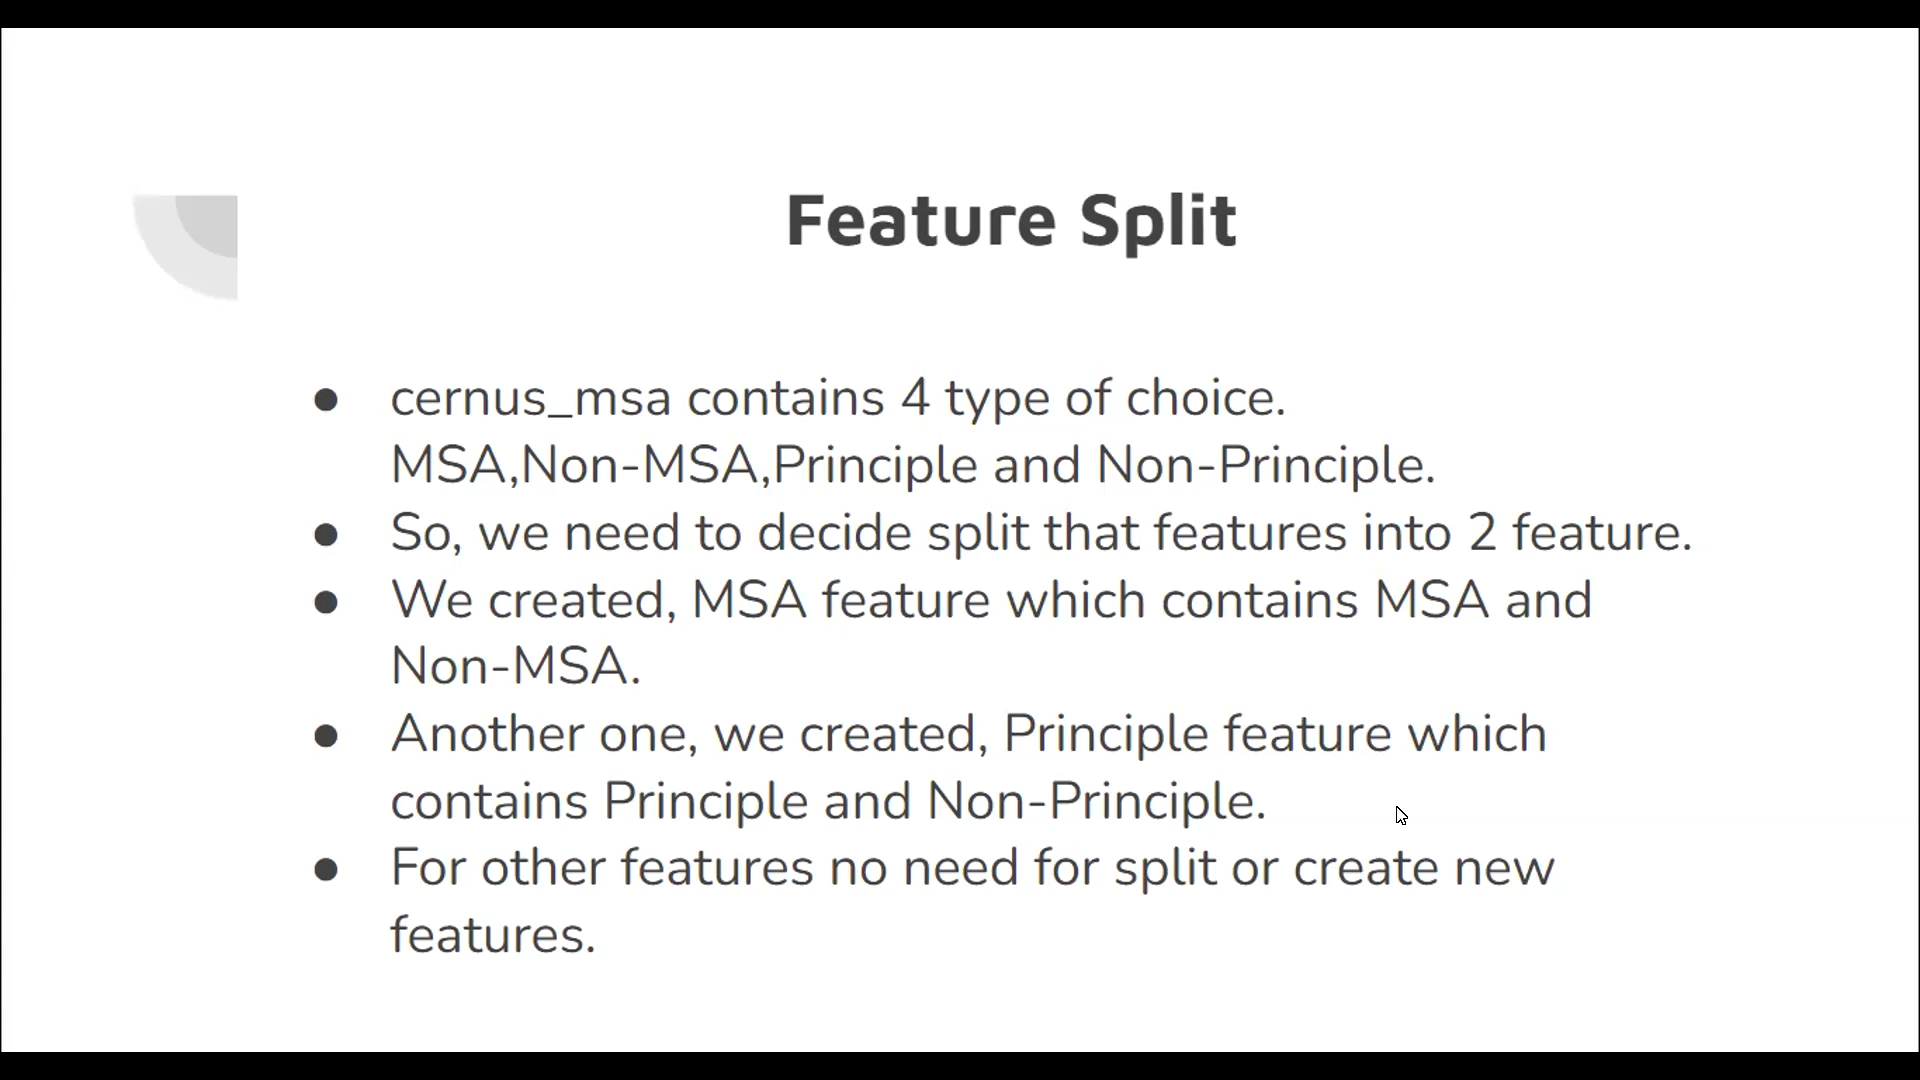 Feature Split
● cernus_msa contains 4 type of choice.
MSA,Non-MSA,Principle and Non-Principle.
● So, we need to decide split that features into 2 feature.
● We created, MSA feature which contains MSA and
Non-MSA.
● Another one, we created, Principle feature which
contains Principle and Non-Principle.
● For other features no need for split or create new
features.